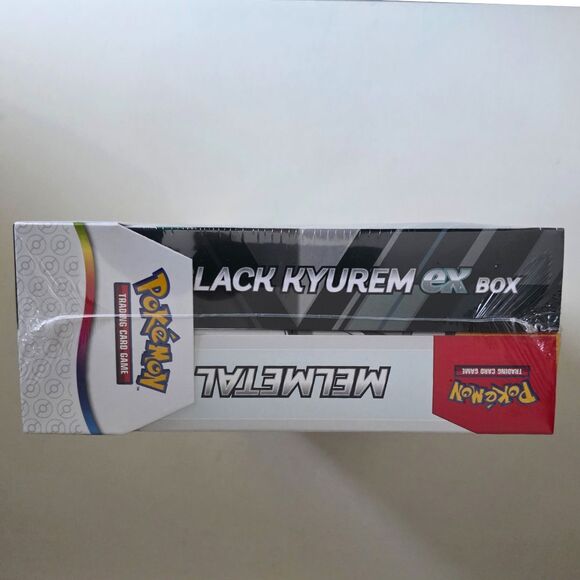 LACK KYUREM ex BOX
POKéMON
TRADING CARD GAME
MELMETAL
POKéMON
TRADING CARD GAME